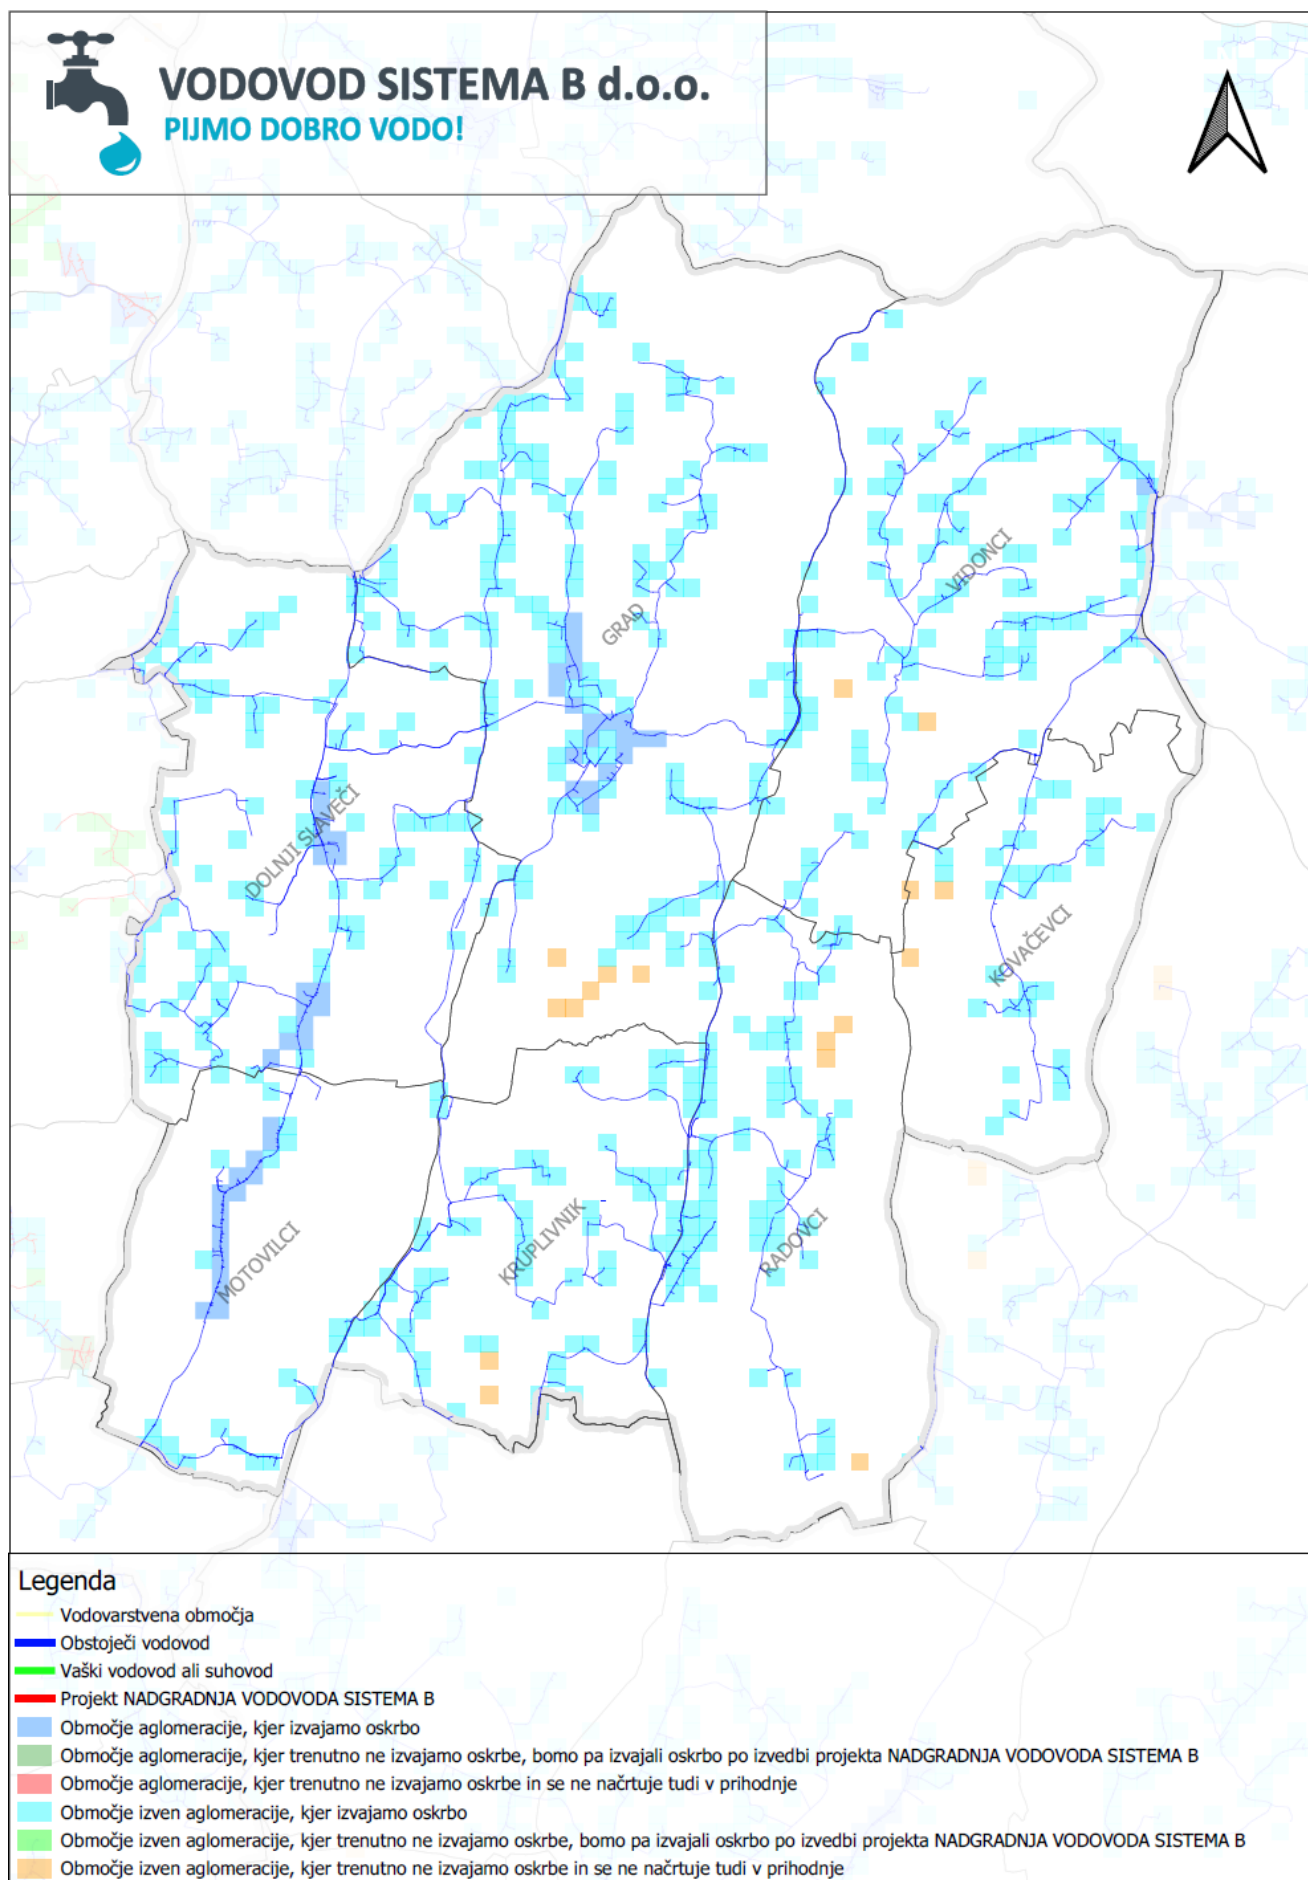 VODOVOD SISTEMA B d.o.o.
PIJMO DOBRO VODO!
VIDONCI
GRAD
DOLNJI SLAVEČI
KOVAČEVCI
MOTOVILCI
KRUPLIVNIK
RADOVCI
Legenda
Vodovarstvena območja
Obstoječi vodovod
Vaški vodovod ali suhovod
Projekt NADGRADNJA VODOVODA SISTEMA B
Območje aglomeracije, kjer izvajamo oskrbo
Območje aglomeracije, kjer trenutno ne izvajamo oskrbe, bomo pa izvajali oskrbo po izvedbi projekta NADGRADNJA VODOVODA SISTEMA B
Območje aglomeracije, kjer trenutno ne izvajamo oskrbe in se ne načrtuje tudi v prihodnje
Območje izven aglomeracije, kjer izvajamo oskrbo
Območje izven aglomeracije, kjer trenutno ne izvajamo oskrbe, bomo pa izvajali oskrbo po izvedbi projekta NADGRADNJA VODOVODA SISTEMA B
Območje izven aglomeracije, kjer trenutno ne izvajamo oskrbe in se ne načrtuje tudi v prihodnje